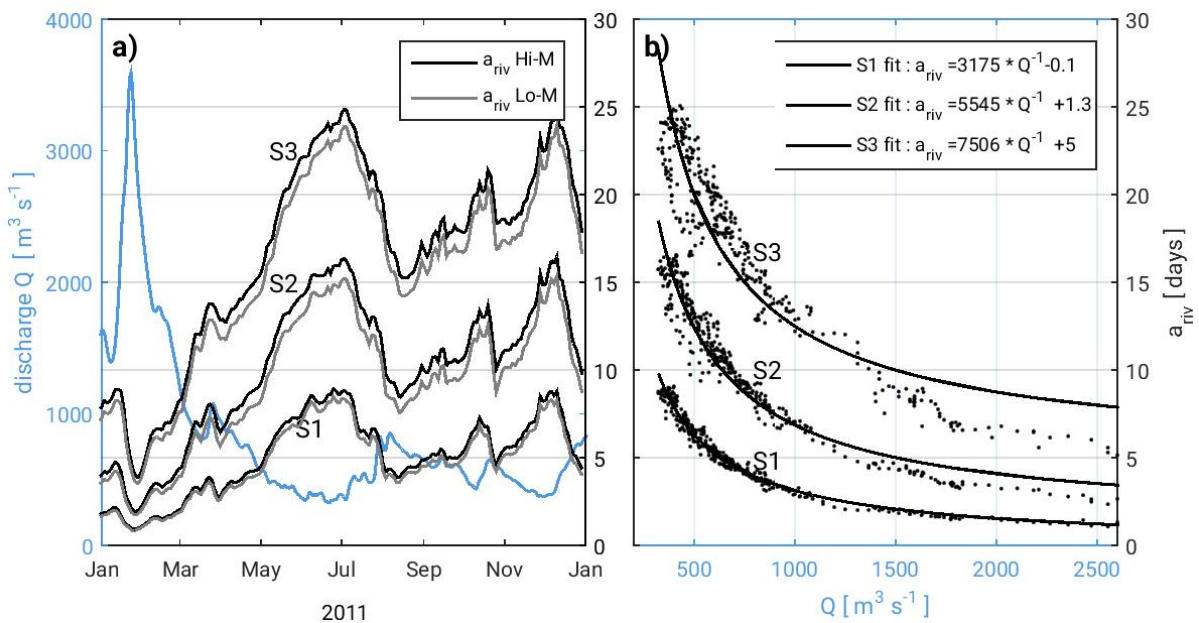 a)
a_riv Hi-M
a_riv Lo-M
S3
S2
S1
discharge Q [ m³ s⁻¹ ]
4000
3000
2000
1000
0
30
25
20
15
10
5
0
Jan Mar May Jul Sep Nov Jan
2011
b)
S1 fit : a_riv =3175 * Q⁻¹-0.1
S2 fit : a_riv =5545 * Q⁻¹ +1.3
S3 fit : a_riv =7506 * Q⁻¹ +5
S3
S2
S1
30
25
20
15
10
5
0
a_riv [ days ]
500 1000 1500 2000 2500
Q [ m³ s⁻¹ ]